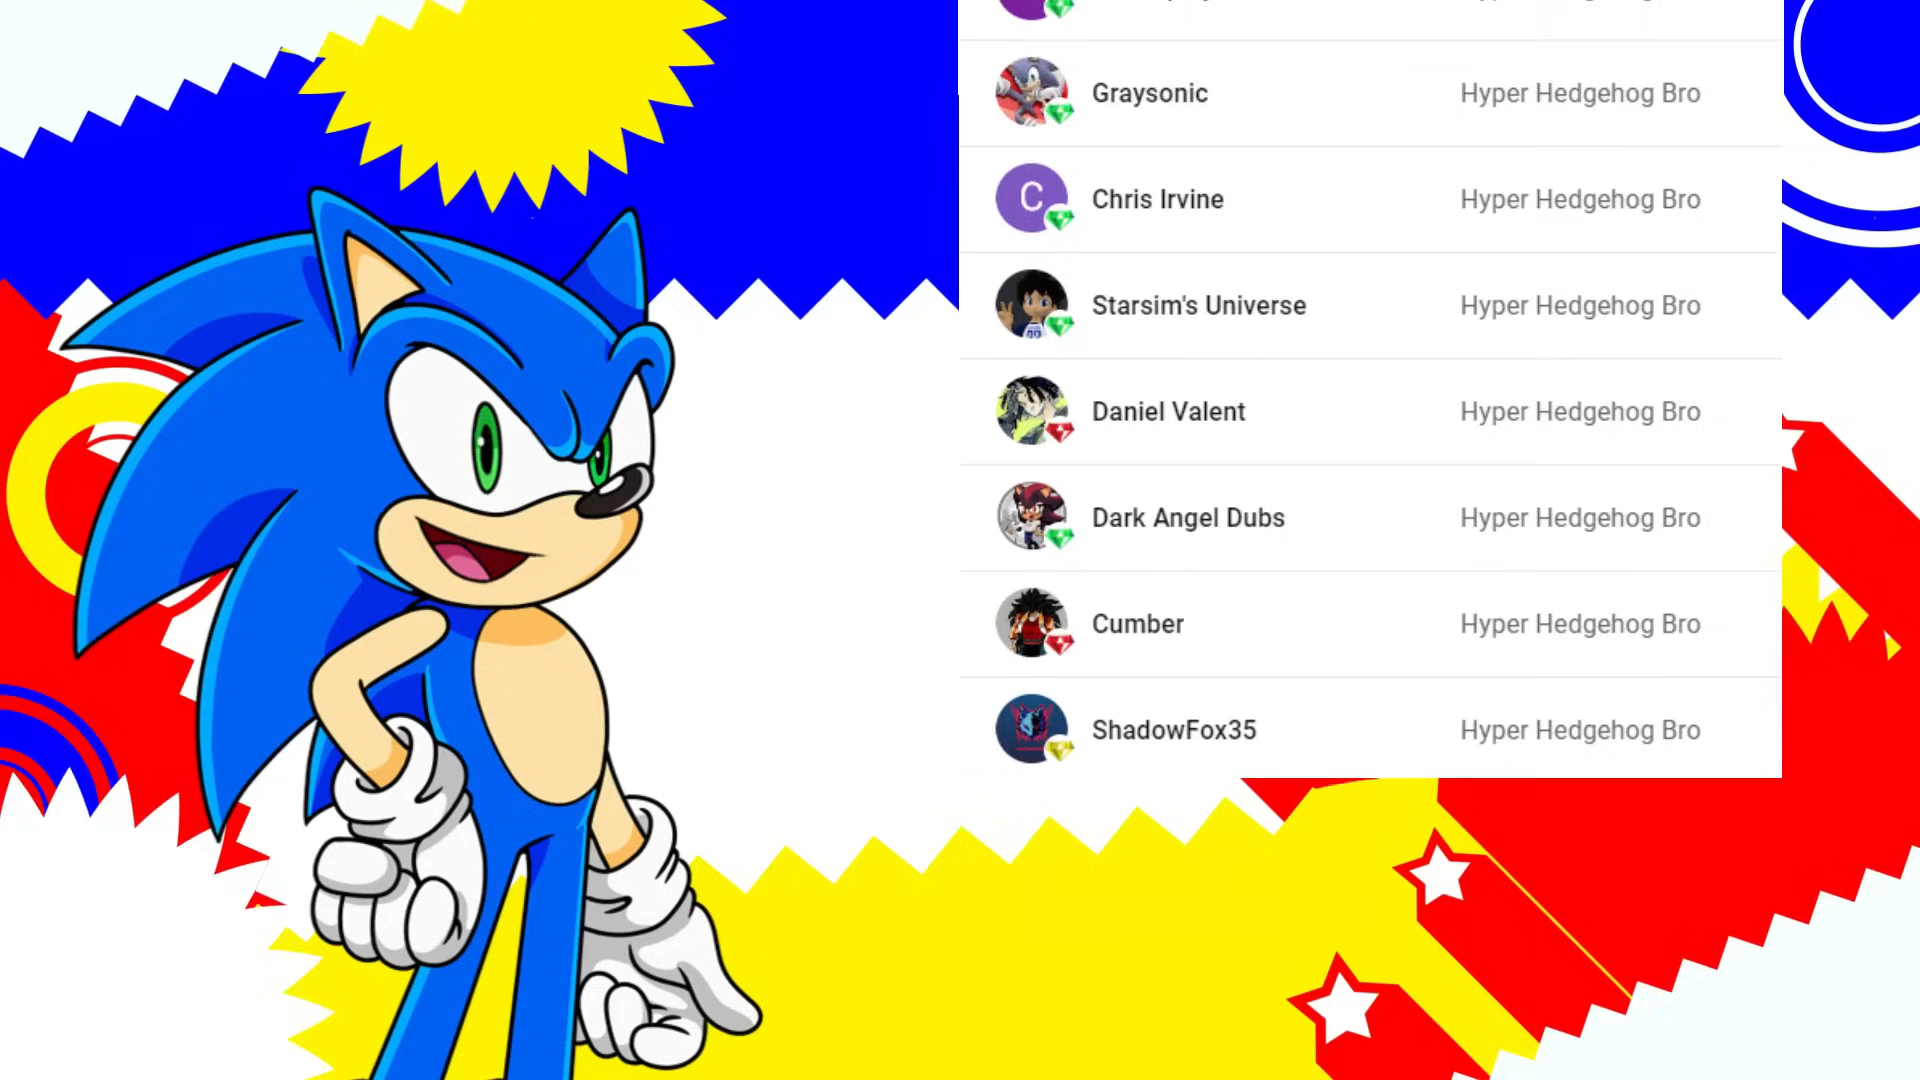 Graysonic Hyper Hedgehog Bro
C Chris Irvine Hyper Hedgehog Bro
Starsim's Universe Hyper Hedgehog Bro
Daniel Valent Hyper Hedgehog Bro
Dark Angel Dubs Hyper Hedgehog Bro
Cumber Hyper Hedgehog Bro
ShadowFox35 Hyper Hedgehog Bro